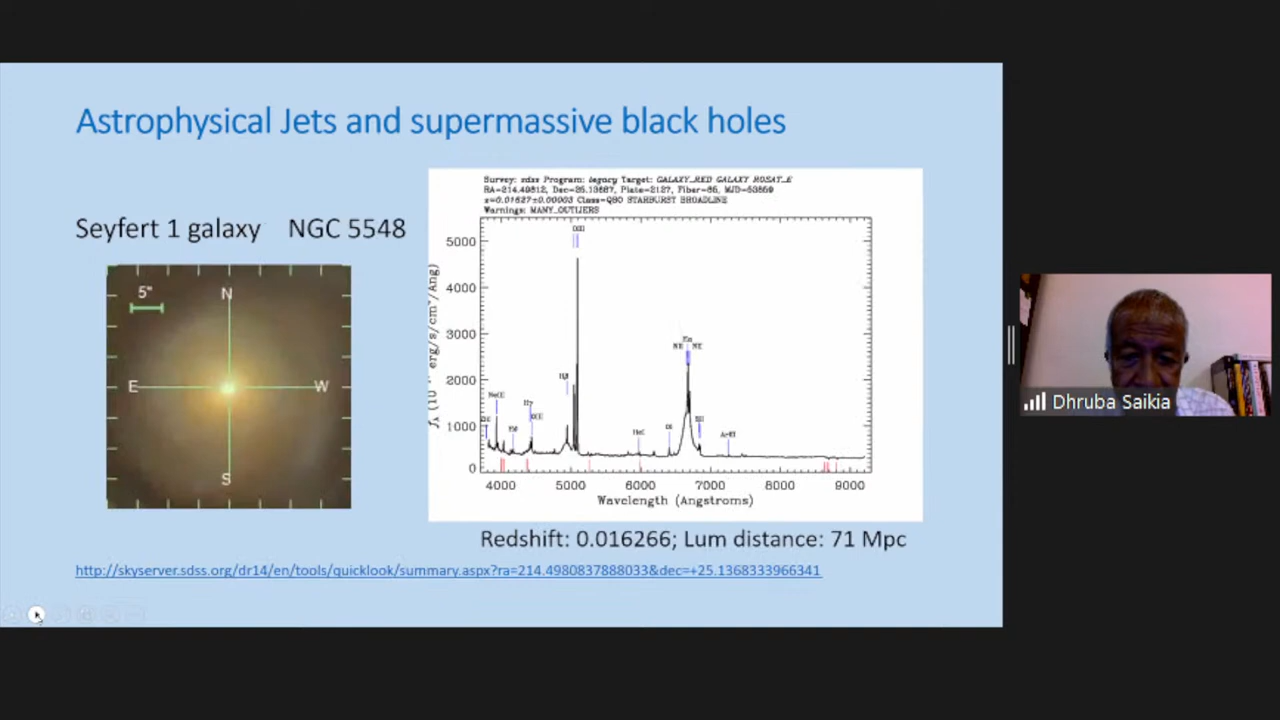 Astrophysical Jets and supermassive black holes
Seyfert 1 galaxy NGC 5548
5"
N
E
W
S
Survey: sdss Program: legacy Target: GALAXY_RED GALAXY ROSAT_E
RA=214.49812, Dec=25.13687, Plate=2127, Fiber=85, MJD=53859
z=0.01627±0.00003 Class=QSO STARBURST BROADLINE
Warnings: MANY_OUTLIERS
5000
4000
3000
2000
1000
0
4000 5000 6000 7000 8000 9000
Wavelength (Angstroms)
Redshift: 0.016266; Lum distance: 71 Mpc
http://skyserver.sdss.org/dr14/en/tools/quicklook/summary.aspx?ra=214.4980837888033&dec=+25.1368333966341
Dhruba Saikia